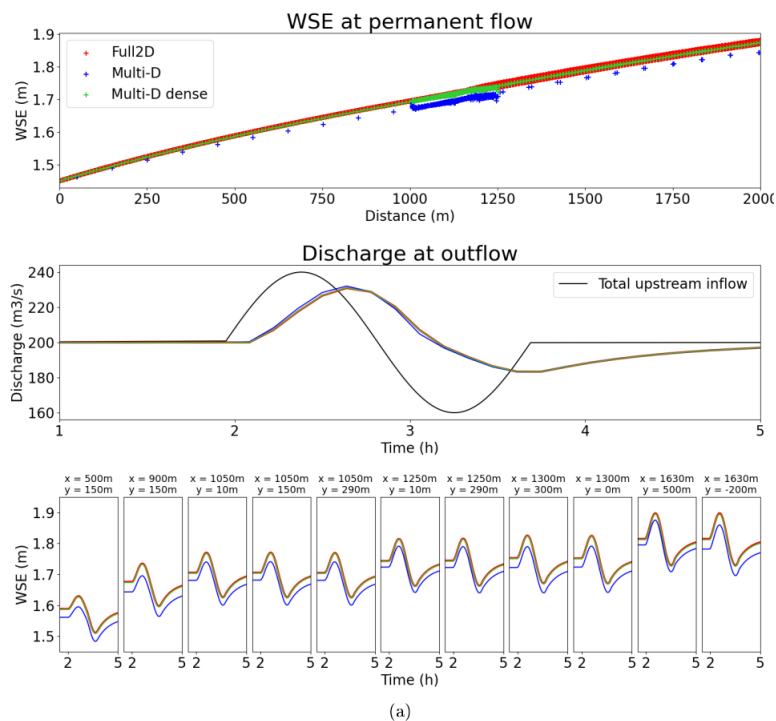 WSE at permanent flow
1.9
1.8
1.7
1.6
1.5
WSE (m)
Full2D
Multi-D
Multi-D dense
0 250 500 750 1000 1250 1500 1750 2000
Distance (m)
Discharge at outflow
240
220
200
180
160
Discharge (m3/s)
Total upstream inflow
1 2 3 4 5
Time (h)
x = 500m x = 900m x = 1050m x = 1050m x = 1050m x = 1250m x = 1250m x = 1300m x = 1300m x = 1630m x = 1630m
y = 150m y = 150m y = 10m y = 150m y = 290m y = 10m y = 290m y = 300m y = 0m y = 500m y = -200m
1.9
1.8
1.7
1.6
1.5
WSE (m)
2 5 2 5 2 5 2 5 2 5 2 5 2 5 2 5 2 5 2 5 2 5
Time (h)
(a)